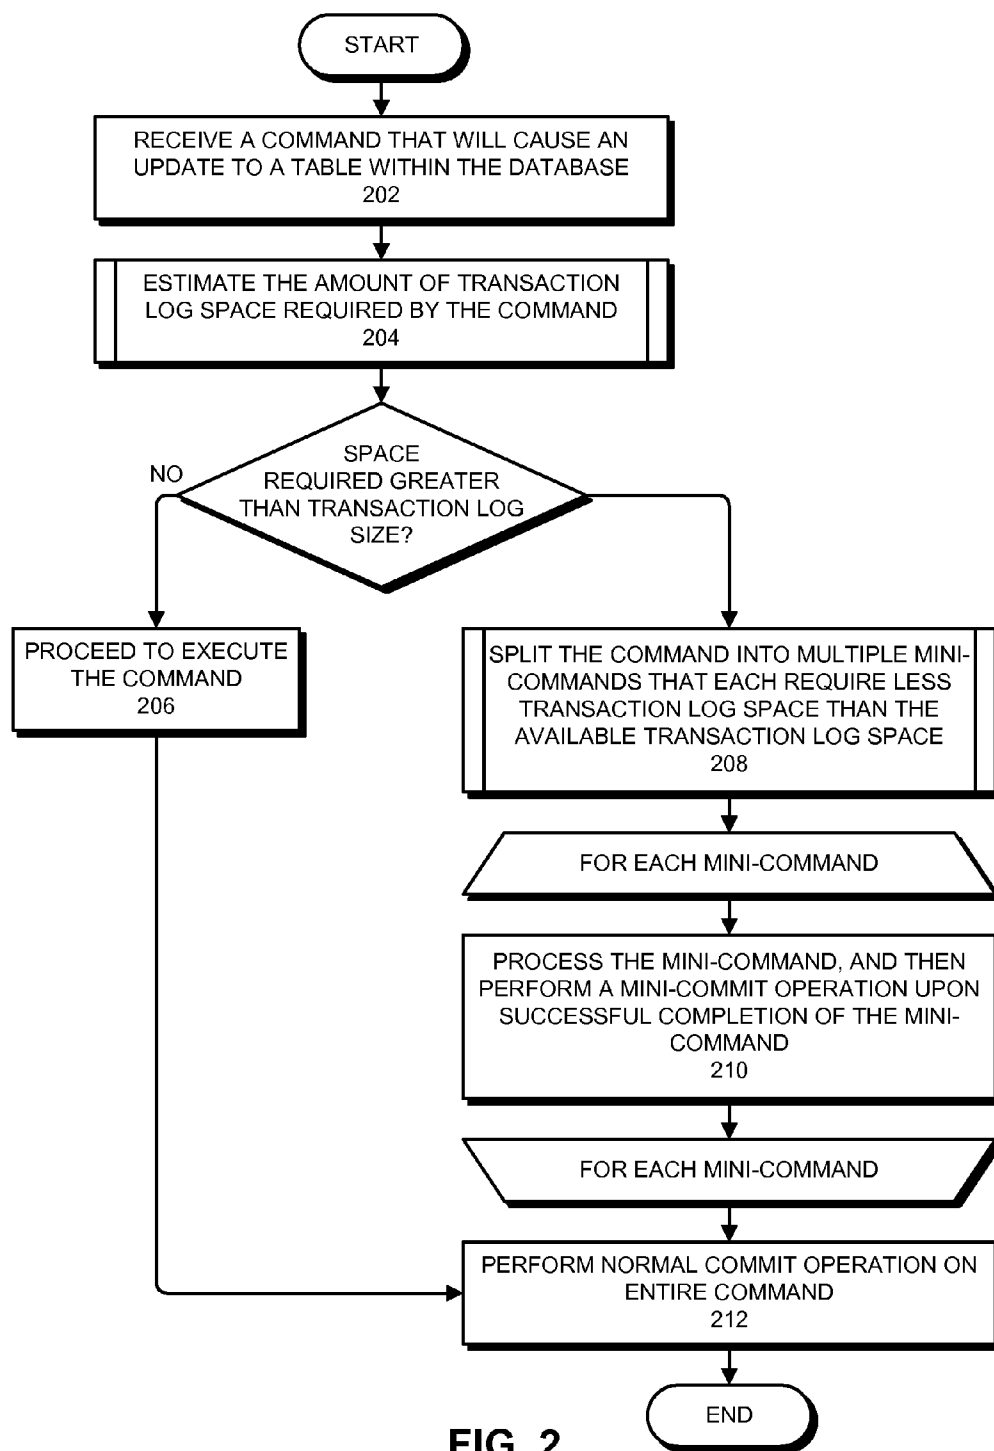 START
RECEIVE A COMMAND THAT WILL CAUSE AN
UPDATE TO A TABLE WITHIN THE DATABASE
202
ESTIMATE THE AMOUNT OF TRANSACTION
LOG SPACE REQUIRED BY THE COMMAND
204
SPACE
REQUIRED GREATER
THAN TRANSACTION LOG
SIZE?
NO
PROCEED TO EXECUTE
THE COMMAND
206
SPLIT THE COMMAND INTO MULTIPLE MINI-
COMMANDS THAT EACH REQUIRE LESS
TRANSACTION LOG SPACE THAN THE
AVAILABLE TRANSACTION LOG SPACE
208
FOR EACH MINI-COMMAND
PROCESS THE MINI-COMMAND, AND THEN
PERFORM A MINI-COMMIT OPERATION UPON
SUCCESSFUL COMPLETION OF THE MINI-
COMMAND
210
FOR EACH MINI-COMMAND
PERFORM NORMAL COMMIT OPERATION ON
ENTIRE COMMAND
212
END
FIG. 2